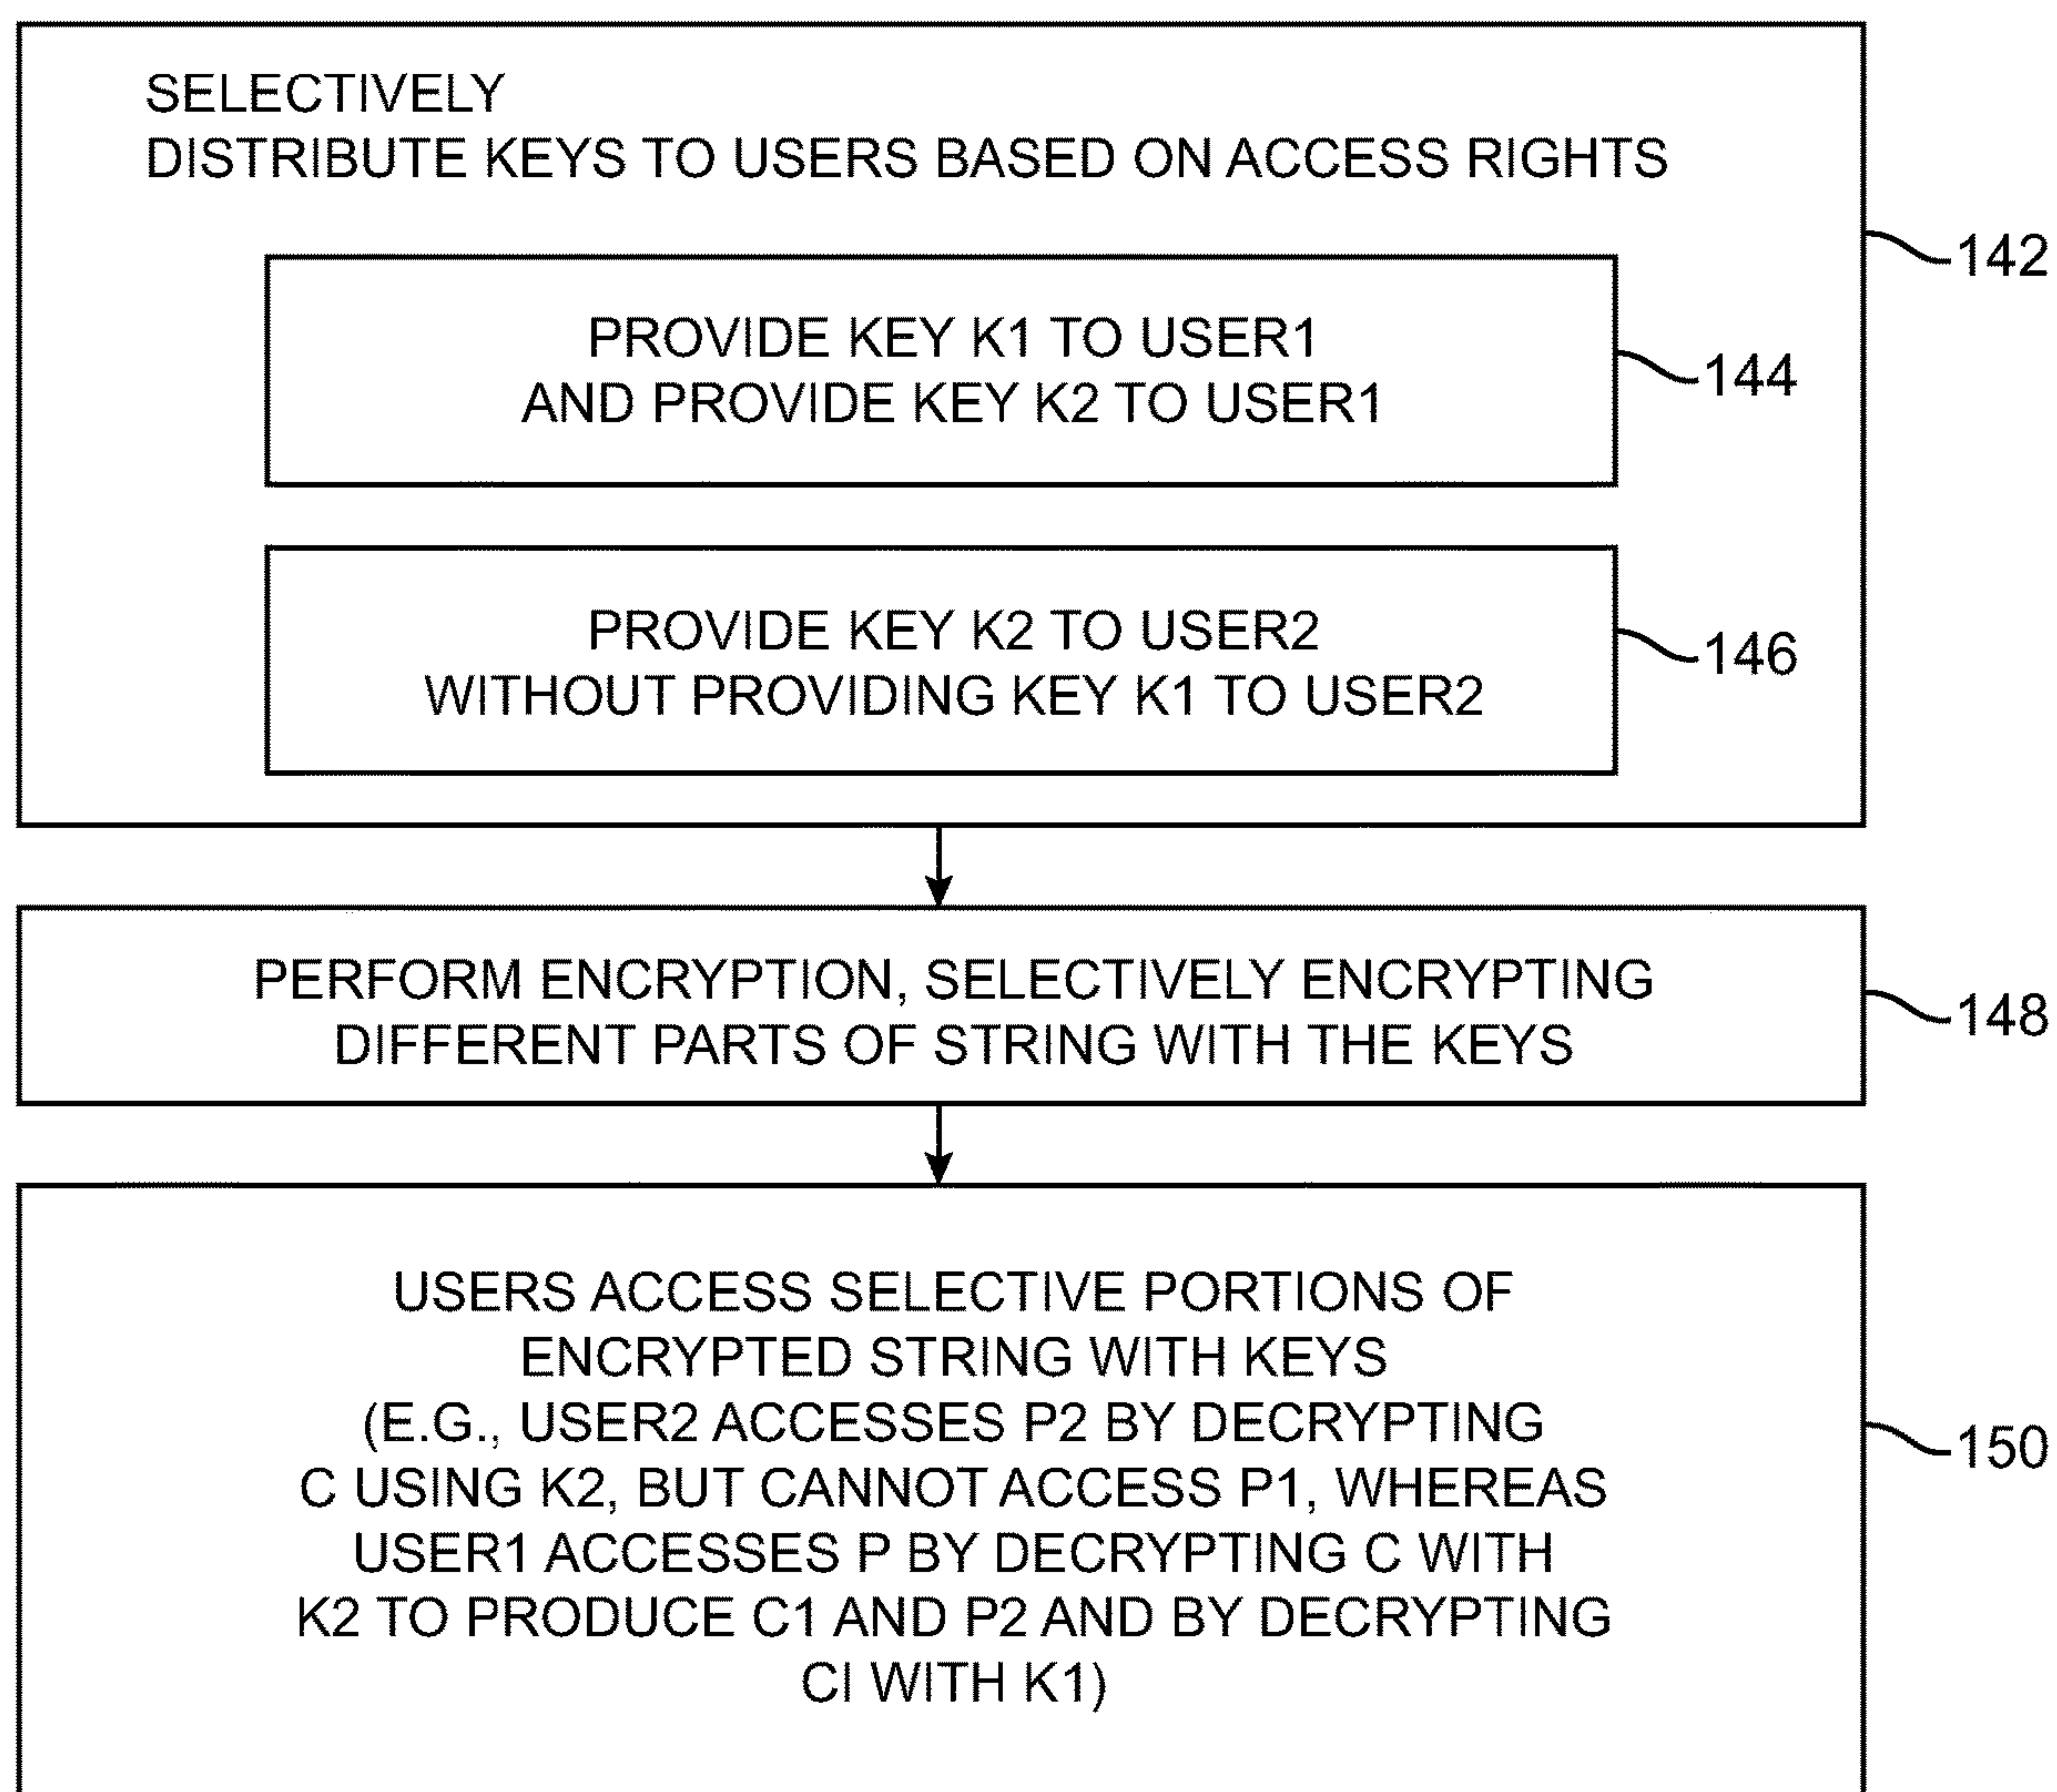 SELECTIVELY
DISTRIBUTE KEYS TO USERS BASED ON ACCESS RIGHTS
142
PROVIDE KEY K1 TO USER1
AND PROVIDE KEY K2 TO USER1
144
PROVIDE KEY K2 TO USER2
WITHOUT PROVIDING KEY K1 TO USER2
146
PERFORM ENCRYPTION, SELECTIVELY ENCRYPTING
DIFFERENT PARTS OF STRING WITH THE KEYS
148
USERS ACCESS SELECTIVE PORTIONS OF
ENCRYPTED STRING WITH KEYS
(E.G., USER2 ACCESSES P2 BY DECRYPTING
C USING K2, BUT CANNOT ACCESS P1, WHEREAS
USER1 ACCESSES P BY DECRYPTING C WITH
K2 TO PRODUCE C1 AND P2 AND BY DECRYPTING
CI WITH K1)
150